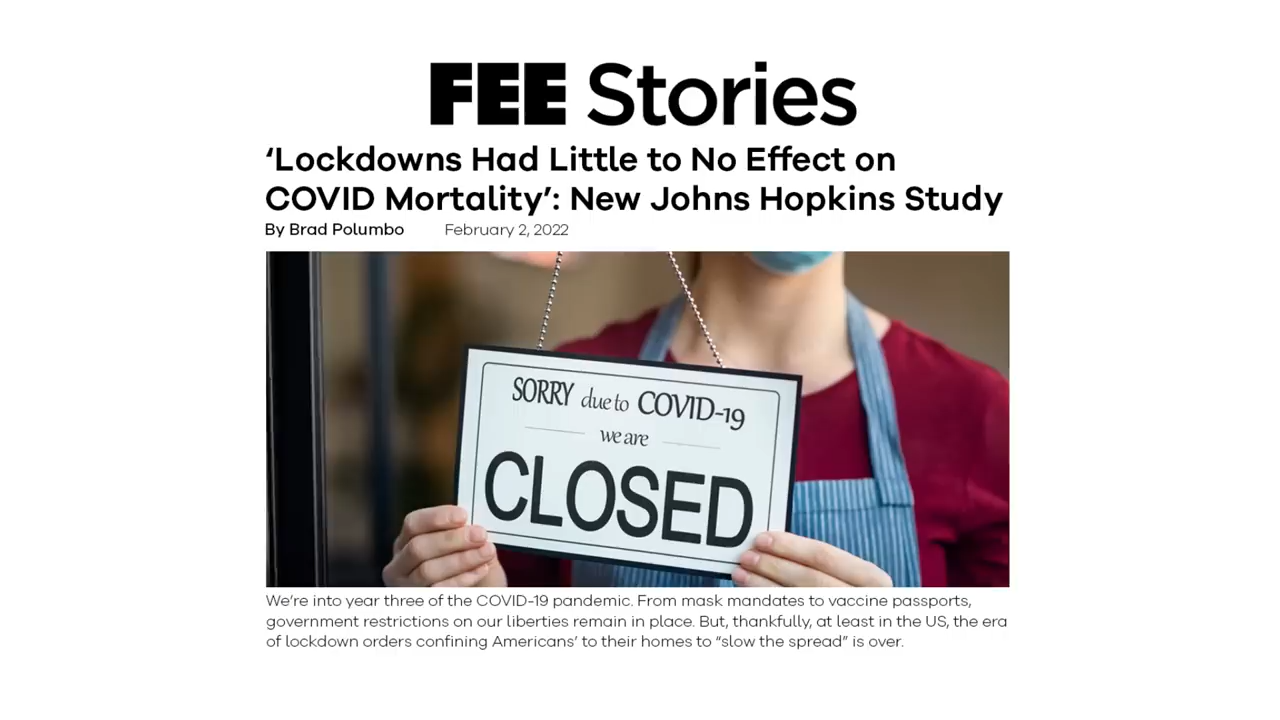 FEE Stories
‘Lockdowns Had Little to No Effect on
COVID Mortality’: New Johns Hopkins Study
By Brad Polumbo February 2, 2022
SORRY due to COVID-19
we are
CLOSED
We’re into year three of the COVID-19 pandemic. From mask mandates to vaccine passports,
government restrictions on our liberties remain in place. But, thankfully, at least in the US, the era
of lockdown orders confining Americans’ to their homes to “slow the spread” is over.